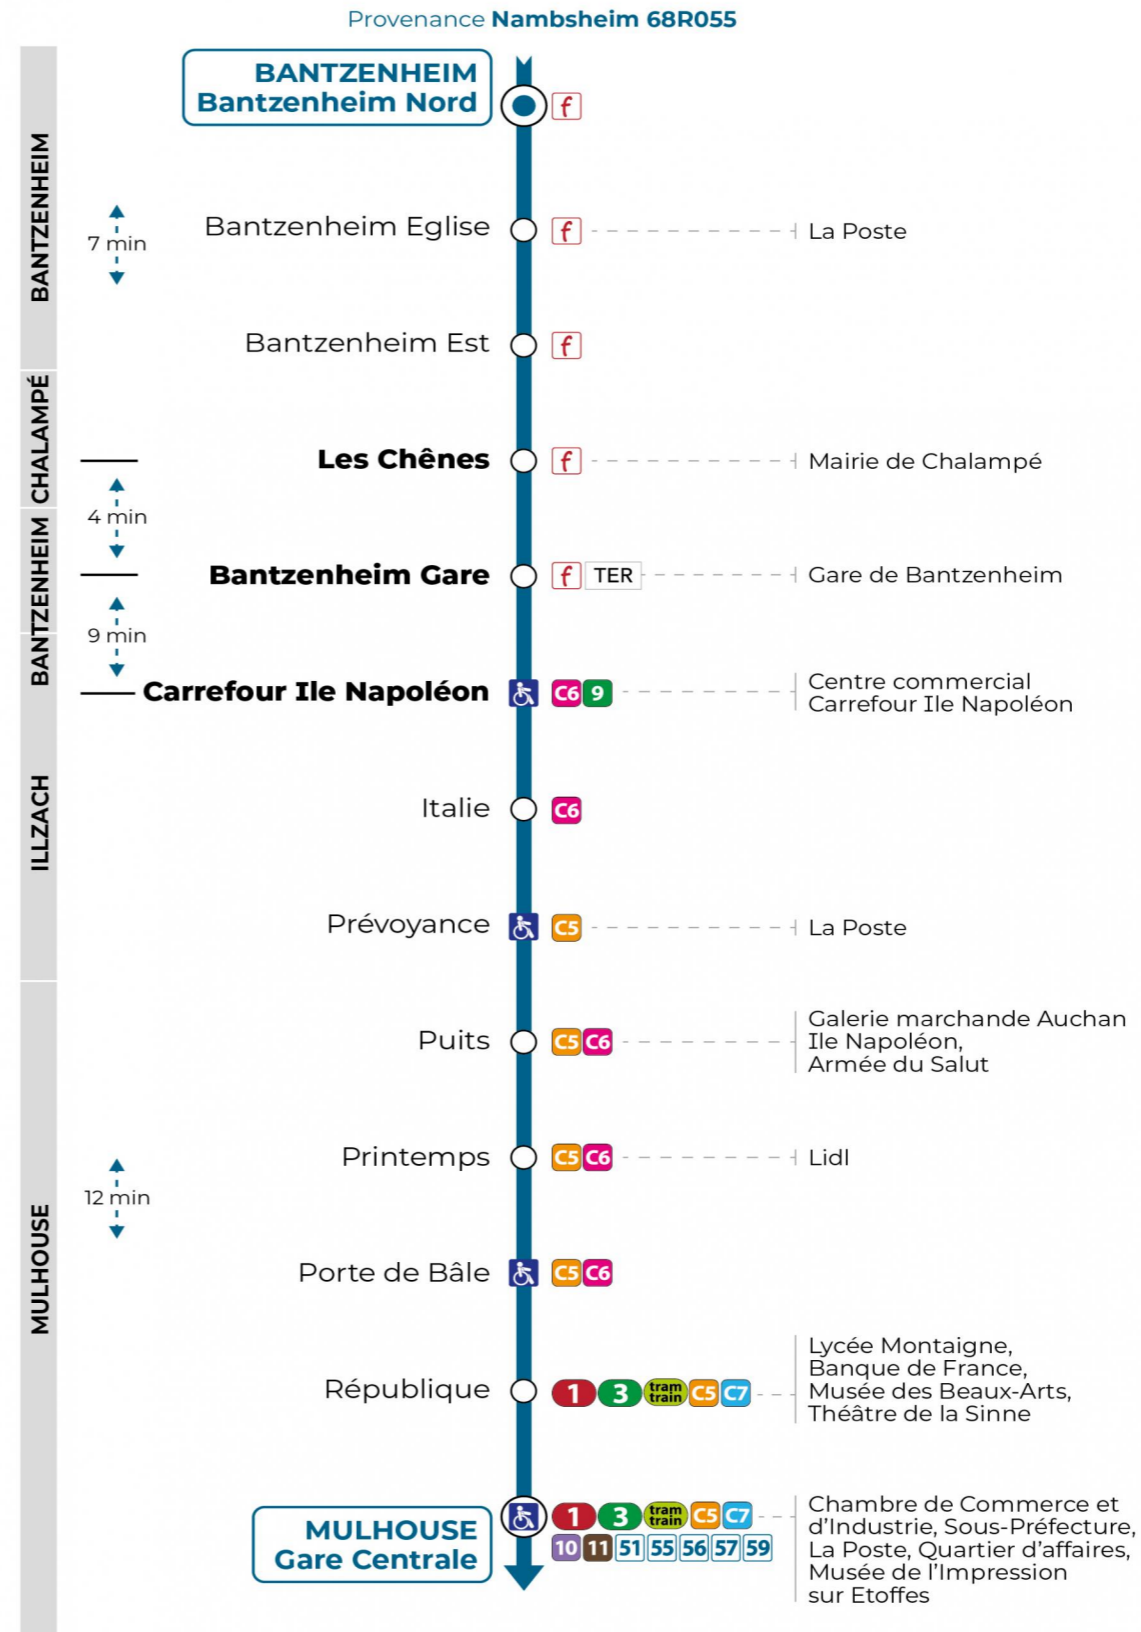 Provenance Nambsheim 68R055
BANTZENHEIM
Bantzenheim Nord
f
BANTZENHEIM
7 min
Bantzenheim Eglise
f
La Poste
Bantzenheim Est
f
CHALAMPÉ
Les Chênes
f
Mairie de Chalampé
4 min
BANTZENHEIM
Bantzenheim Gare
f TER
Gare de Bantzenheim
9 min
Carrefour Ile Napoléon
C6 9
Centre commercial
Carrefour Ile Napoléon
ILLZACH
Italie
C6
Prévoyance
C5
La Poste
Puits
C5 C6
Galerie marchande Auchan
Ile Napoléon,
Armée du Salut
Printemps
C5 C6
Lidl
12 min
MULHOUSE
Porte de Bâle
C5 C6
République
1 3 tram train C5 C7
Lycée Montaigne,
Banque de France,
Musée des Beaux-Arts,
Théâtre de la Sinne
MULHOUSE
Gare Centrale
1 3 tram train C5 C7
10 11 51 55 56 57 59
Chambre de Commerce et
d’Industrie, Sous-Préfecture,
La Poste, Quartier d’affaires,
Musée de l’Impression
sur Etoffes